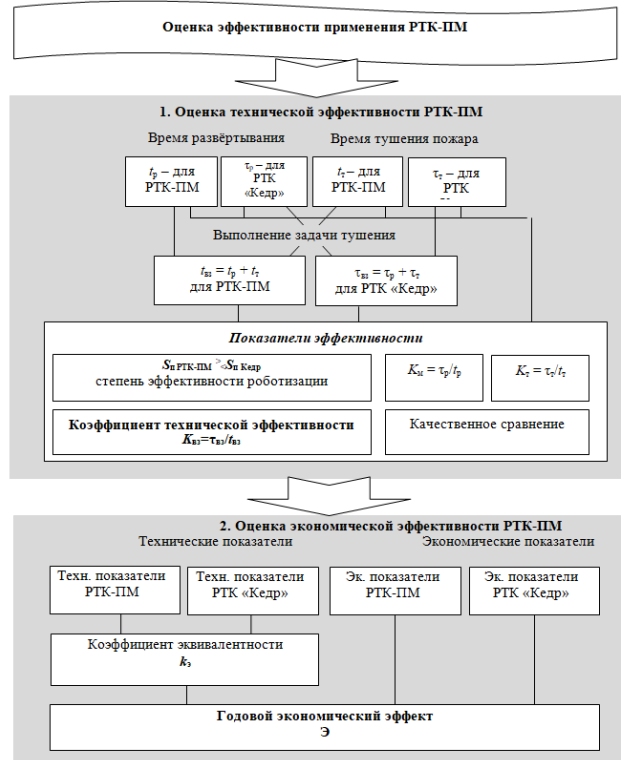 Оценка эффективности применения РТК-ПМ
1. Оценка технической эффективности РТК-ПМ
Время развёртывания
Время тушения пожара
tр – для
РТК-ПМ
τр – для
РТК
«Кедр»
tт – для
РТК-ПМ
τт – для
РТК
Выполнение задачи тушения
tвз = tр + tт
для РТК-ПМ
τвз = τр + τт
для РТК «Кедр»
Показатели эффективности
Sп РТК-ПМ >< Sп Кедр
степень эффективности роботизации
Kм = τр/tр
Kт = τт/tт
Коэффициент технической эффективности
Kвз=τвз/tвз
Качественное сравнение
2. Оценка экономической эффективности РТК-ПМ
Технические показатели
Экономические показатели
Техн. показатели
РТК-ПМ
Техн. показатели
РТК «Кедр»
Эк. показатели
РТК-ПМ
Эк. показатели
РТК «Кедр»
Коэффициент эквивалентности
kэ
Годовой экономический эффект
Э